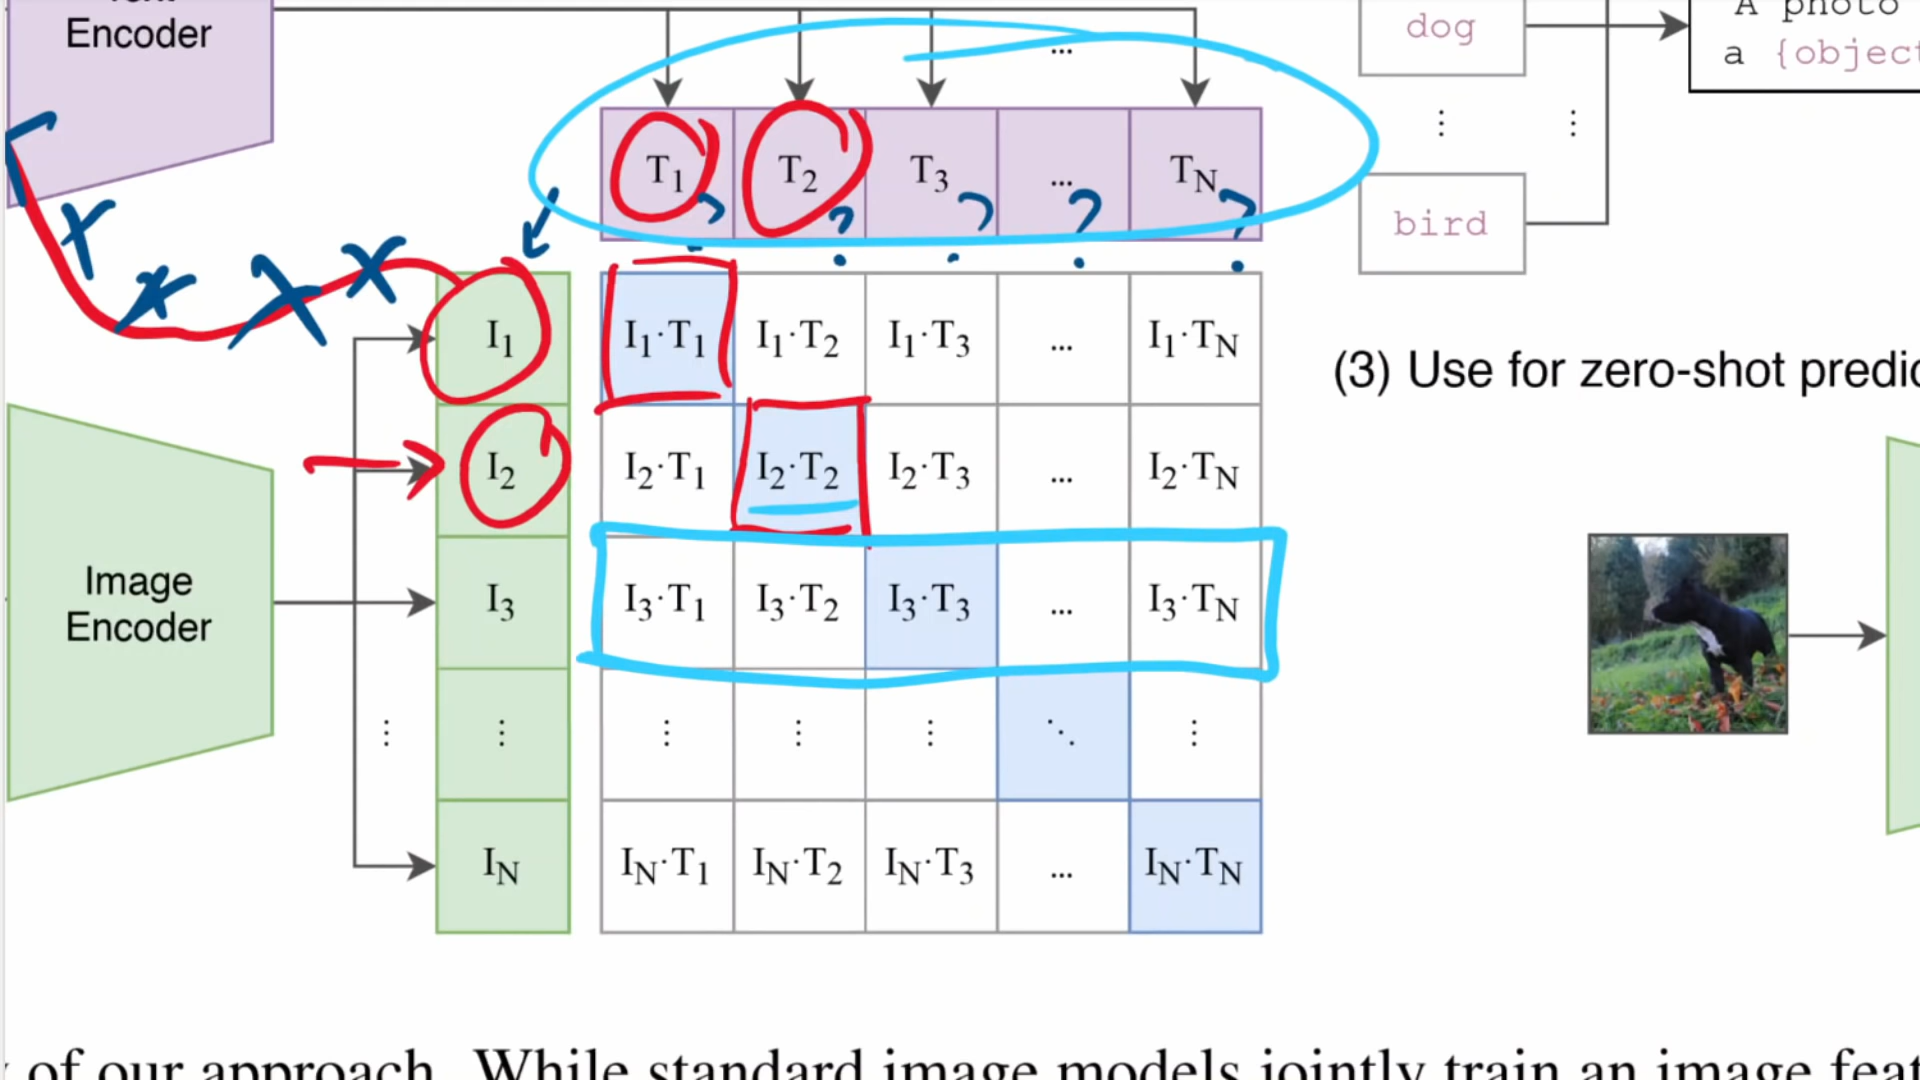 Encoder
...
dog
A photo
a {object
T1 T2 T3 ... TN
? ? ? ? ?
bird
I1 I1·T1 I1·T2 I1·T3 ... I1·TN
(3) Use for zero-shot predic
I2 I2·T1 I2·T2 I2·T3 ... I2·TN
Image
Encoder
I3 I3·T1 I3·T2 I3·T3 ... I3·TN
IN IN·T1 IN·T2 IN·T3 ... IN·TN
of our approach. While standard image models jointly train an image feat